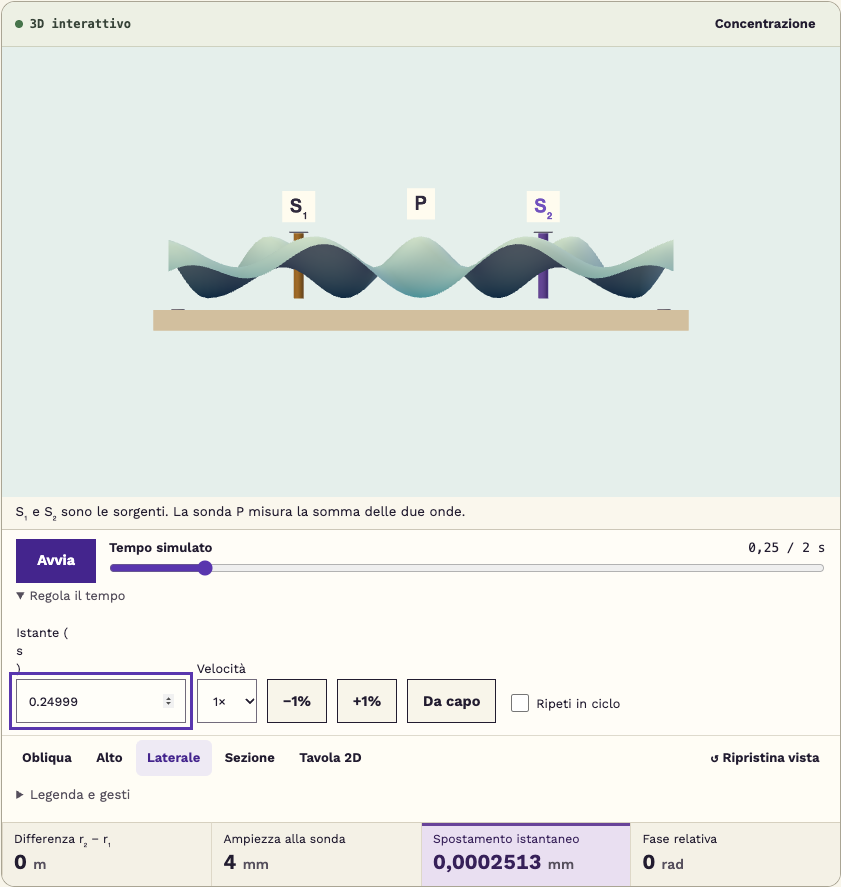 3D interattivo
Concentrazione
S₁ P S₂
S₁ e S₂ sono le sorgenti. La sonda P misura la somma delle due onde.
Avvia
Tempo simulato
0,25 / 2 s
▼ Regola il tempo
Istante (
s
)
Velocità
0.24999
1×
−1%
+1%
Da capo
Ripeti in ciclo
Obliqua Alto Laterale Sezione Tavola 2D
↺ Ripristina vista
▶ Legenda e gesti
Differenza r₂ − r₁
0 m
Ampiezza alla sonda
4 mm
Spostamento istantaneo
0,0002513 mm
Fase relativa
0 rad